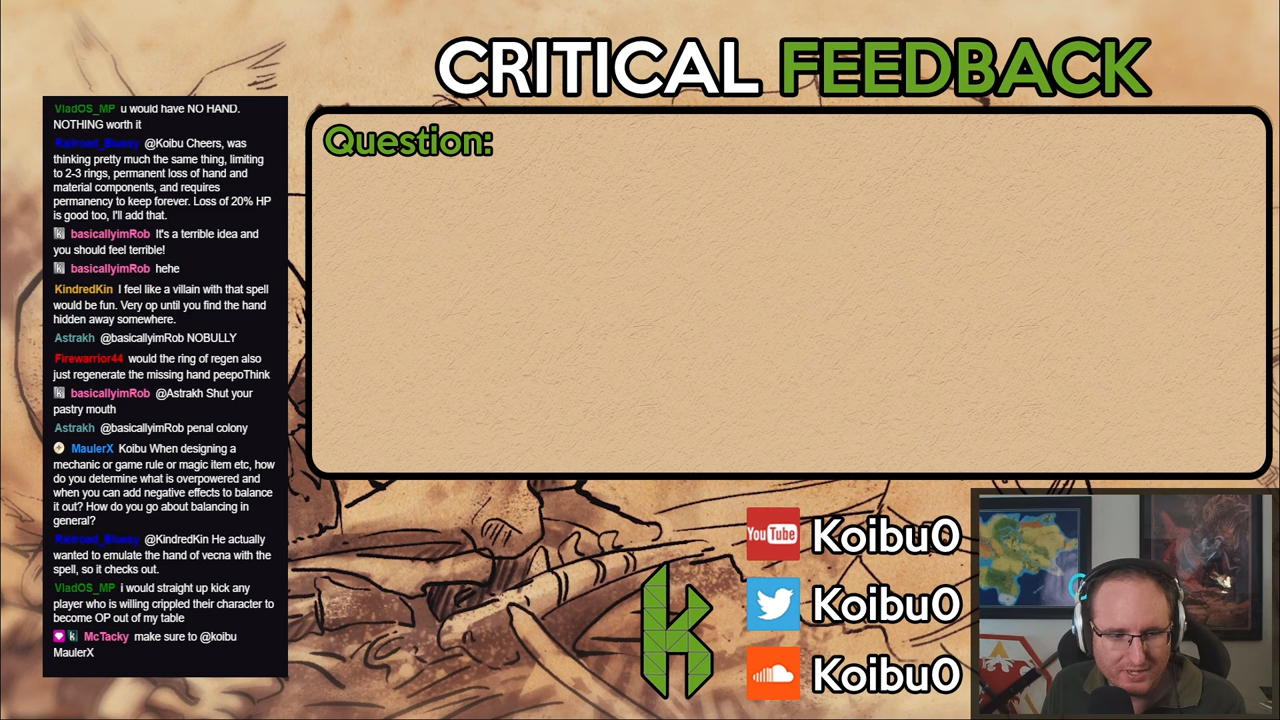 CRITICAL FEEDBACK
VladOS_MP u would have NO HAND.
NOTHING worth it
Railroad_Bluesy @Koibu Cheers, was
thinking pretty much the same thing, limiting
to 2-3 rings, permanent loss of hand and
material components, and requires
permanency to keep forever. Loss of 20% HP
is good too, I'll add that.
basicallyimRob It's a terrible idea and
you should feel terrible!
basicallyimRob hehe
KindredKin I feel like a villain with that spell
would be fun. Very op until you find the hand
hidden away somewhere.
Astrakh @basicallyimRob NOBULLY
Firewarrior44 would the ring of regen also
just regenerate the missing hand peepoThink
basicallyimRob @Astrakh Shut your
pastry mouth
Astrakh @basicallyimRob penal colony
MaulerX Koibu When designing a
mechanic or game rule or magic item etc, how
do you determine what is overpowered and
when you can add negative effects to balance
it out? How do you go about balancing in
general?
Railroad_Bluesy @KindredKin He actually
wanted to emulate the hand of vecna with the
spell, so it checks out.
VladOS_MP i would straight up kick any
player who is willing crippled their character to
become OP out of my table
McTacky make sure to @koibu
MaulerX
Question:
YouTube Koibu0
Koibu0
Koibu0